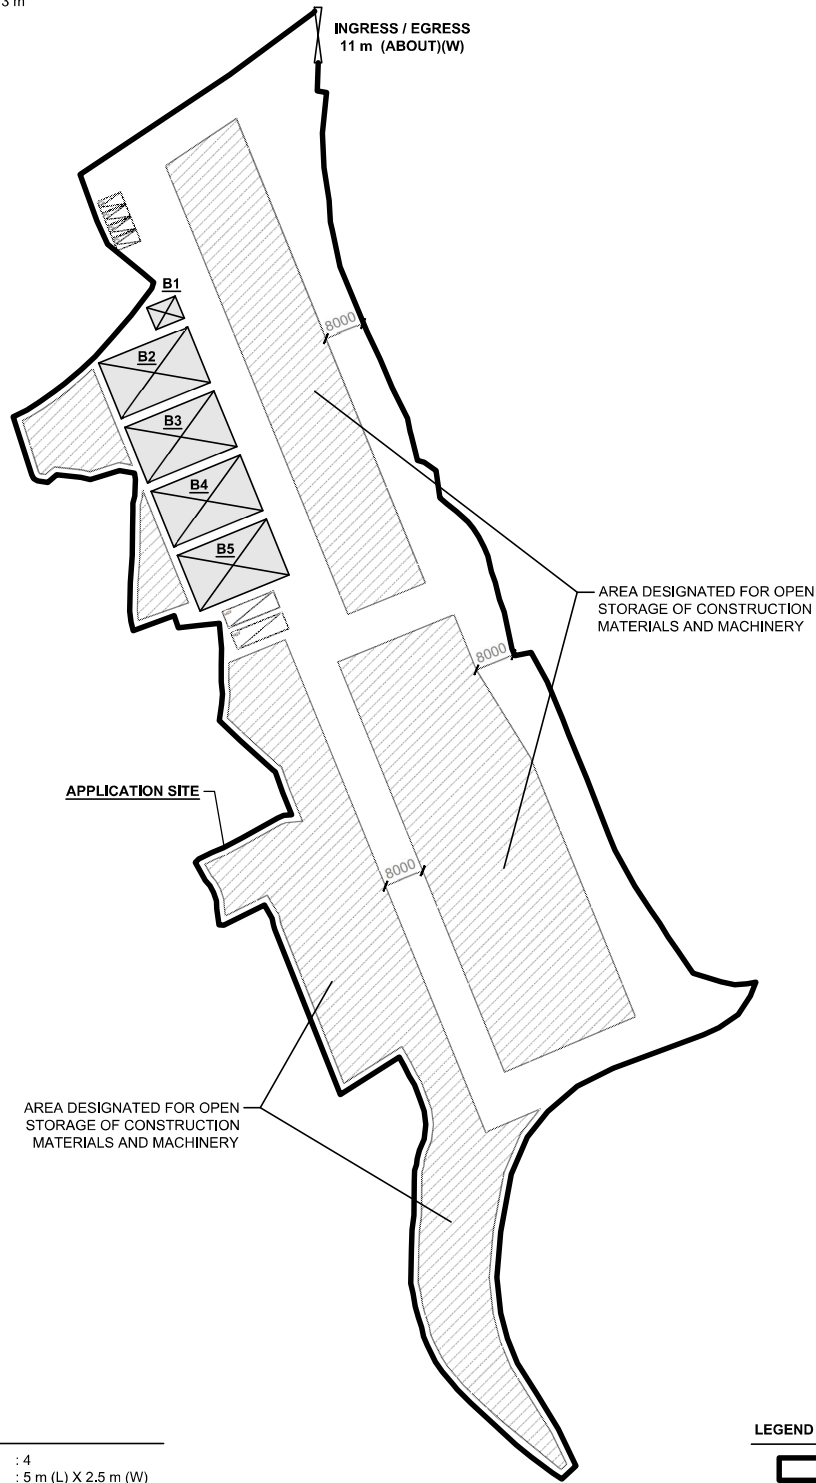 3 m
INGRESS / EGRESS
11 m (ABOUT)(W)
B1
8000
B2
B3
B4
B5
AREA DESIGNATED FOR OPEN
STORAGE OF CONSTRUCTION
MATERIALS AND MACHINERY
8000
APPLICATION SITE
8000
AREA DESIGNATED FOR OPEN
STORAGE OF CONSTRUCTION
MATERIALS AND MACHINERY
LEGEND
: 4
: 5 m (L) X 2.5 m (W)